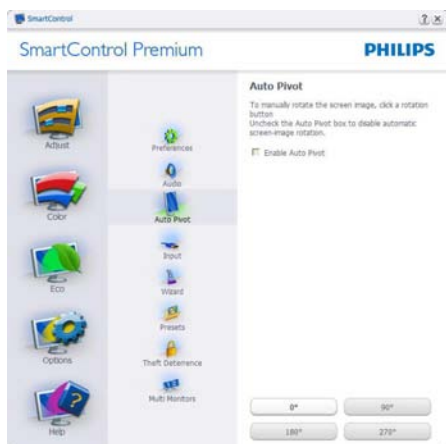 SmartControl
SmartControl Premium
PHILIPS
Adjust
Color
Eco
Options
Help
Preferences
Audio
Auto Pivot
Input
Wizard
Presets
Theft Deterrence
Multi Monitors
Auto Pivot
To manually rotate the screen image, click a rotation
button
Uncheck the Auto Pivot box to disable automatic
screen-image rotation.
Enable Auto Pivot
0°
90°
180°
270°